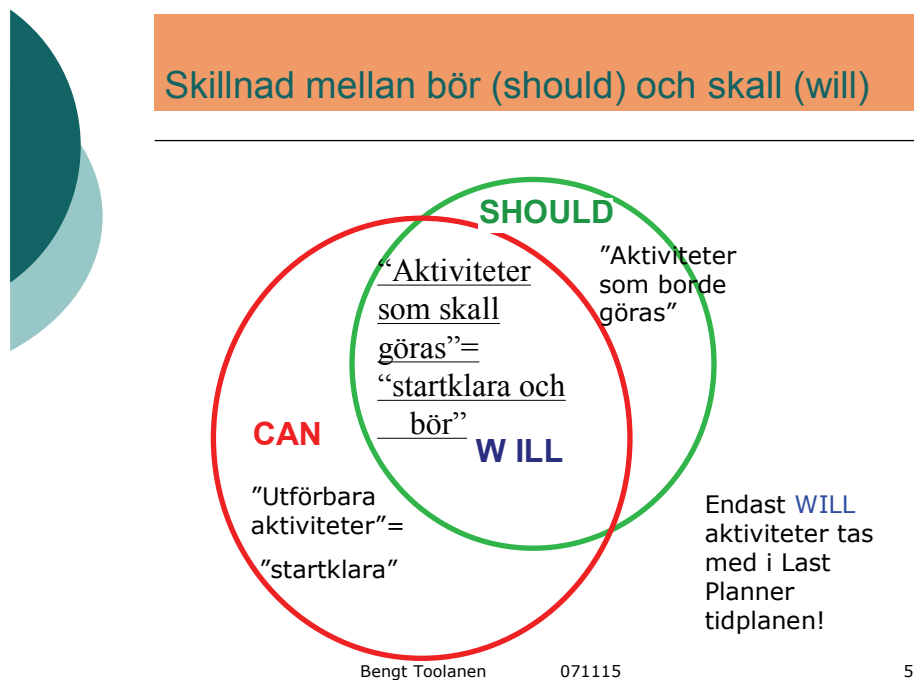 Skillnad mellan bör (should) och skall (will)
SHOULD
”Aktiviteter
som borde
göras”
“Aktiviteter
som skall
göras”=
“startklara och
bör”
CAN
W ILL
”Utförbara
aktiviteter”=
”startklara”
Endast WILL
aktiviteter tas
med i Last
Planner
tidplanen!
Bengt Toolanen 071115 5